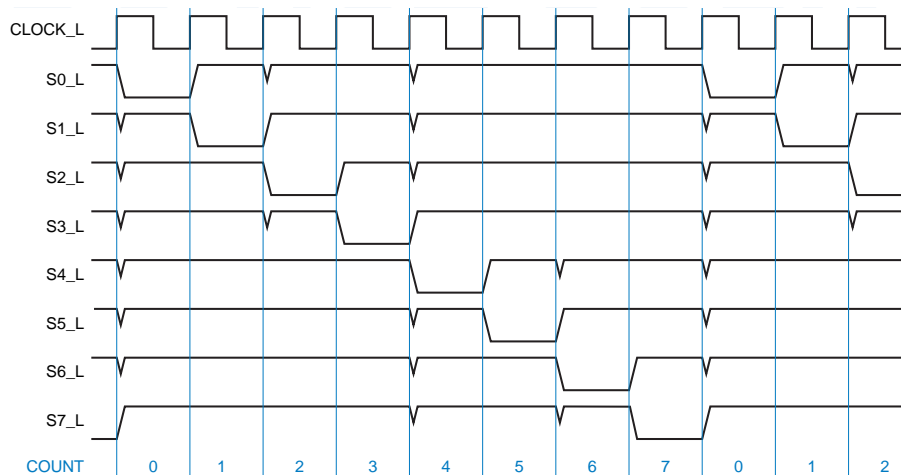 CLOCK_L
S0_L
S1_L
S2_L
S3_L
S4_L
S5_L
S6_L
S7_L
COUNT 0 1 2 3 4 5 6 7 0 1 2